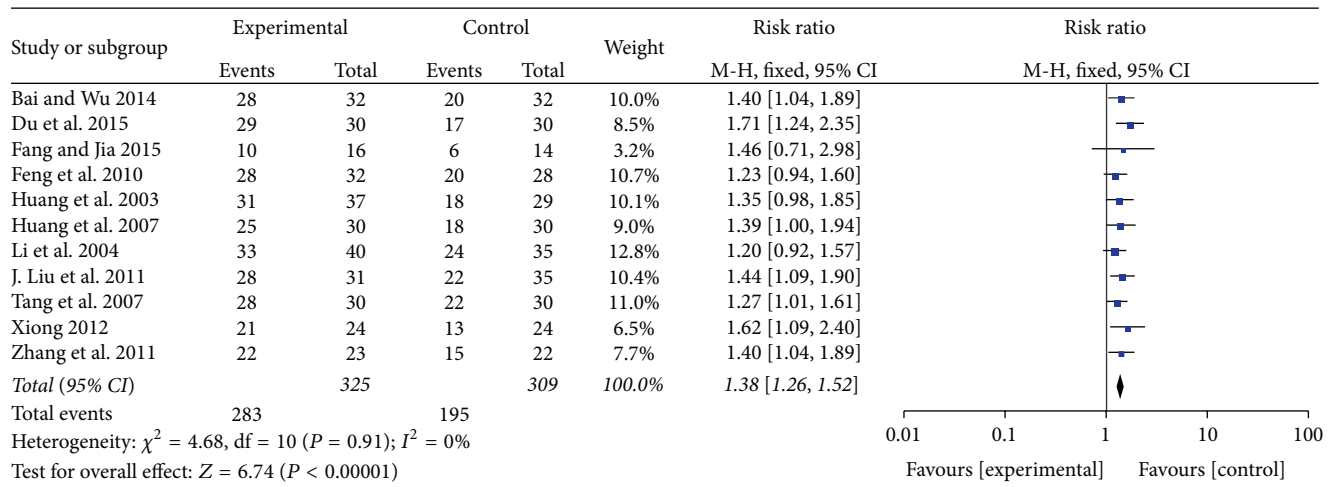 Study or subgroup Experimental Control Weight Risk ratio Risk ratio
Events Total Events Total M-H, fixed, 95% CI M-H, fixed, 95% CI
Bai and Wu 2014 28 32 20 32 10.0% 1.40 [1.04, 1.89]
Du et al. 2015 29 30 17 30 8.5% 1.71 [1.24, 2.35]
Fang and Jia 2015 10 16 6 14 3.2% 1.46 [0.71, 2.98]
Feng et al. 2010 28 32 20 28 10.7% 1.23 [0.94, 1.60]
Huang et al. 2003 31 37 18 29 10.1% 1.35 [0.98, 1.85]
Huang et al. 2007 25 30 18 30 9.0% 1.39 [1.00, 1.94]
Li et al. 2004 33 40 24 35 12.8% 1.20 [0.92, 1.57]
J. Liu et al. 2011 28 31 22 35 10.4% 1.44 [1.09, 1.90]
Tang et al. 2007 28 30 22 30 11.0% 1.27 [1.01, 1.61]
Xiong 2012 21 24 13 24 6.5% 1.62 [1.09, 2.40]
Zhang et al. 2011 22 23 15 22 7.7% 1.40 [1.04, 1.89]
Total (95% CI) 325 309 100.0% 1.38 [1.26, 1.52]
Total events 283 195
Heterogeneity: χ² = 4.68, df = 10 (P = 0.91); I² = 0%
Test for overall effect: Z = 6.74 (P < 0.00001)
0.01 0.1 1 10 100
Favours [experimental] Favours [control]